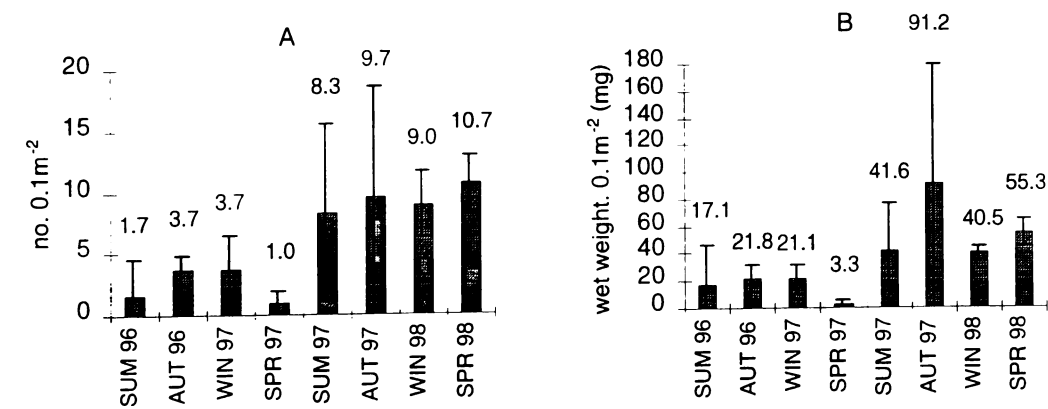 A
no. 0.1m-2
20
15
10
5
0
1.7
3.7
3.7
1.0
8.3
9.7
9.0
10.7
SUM 96
AUT 96
WIN 97
SPR 97
SUM 97
AUT 97
WIN 98
SPR 98
B
wet weight. 0.1m-2 (mg)
180
160
140
120
100
80
60
40
20
0
17.1
21.8
21.1
3.3
41.6
91.2
40.5
55.3
SUM 96
AUT 96
WIN 97
SPR 97
SUM 97
AUT 97
WIN 98
SPR 98